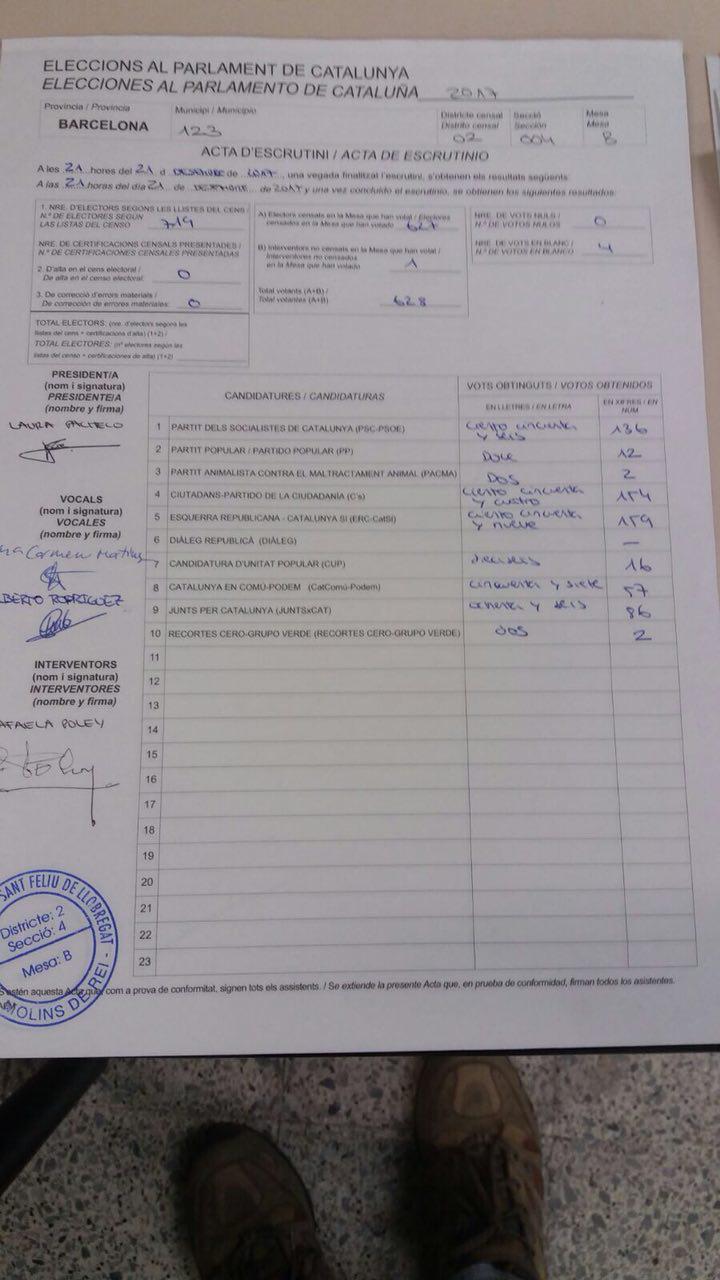 ELECCIONS AL PARLAMENT DE CATALUNYA
ELECCIONES AL PARLAMENTO DE CATALUÑA 2017
Provincia / Provincia
BARCELONA
Municipi / Municipio
123
Districte censal
Distrito censal
02
Secció
Sección
004
Mesa
Mesa
B
ACTA D'ESCRUTINI / ACTA DE ESCRUTINIO
A les 21 hores del 21 d de 2017, una vegada finalitzat l'escrutini, s'obtenen els resultats següents:
A las 21 horas del día 21 de de 2017 y una vez concluido el escrutinio, se obtienen los siguientes resultados:
1. NRE. D'ELECTORS SEGONS LES LLISTES DEL CENS /
N.º DE ELECTORES SEGÚN
LAS LISTAS DEL CENSO 719
NRE. DE CERTIFICACIONS CENSALS PRESENTADES /
N.º DE CERTIFICACIONES CENSALES PRESENTADAS
2. D'alta en el cens electoral /
De alta en el censo electoral: 0
3. De correcció d'errors materials /
De corrección de errores materiales: 0
TOTAL ELECTORS: (nre. d'electors segons les
llistes del cens + certificacions d'alta) (1+2) /
TOTAL ELECTORES: (nº electores según las
listas del censo + certificaciones de alta) (1+2)
A) Electors censats en la Mesa que han votat / Electores
censados en la Mesa que han votado 627
B) Interventors no censats en la Mesa que han votat /
Interventores no censados
en la Mesa que han votado 1
Total votants (A+B) /
Total votantes (A+B) 628
NRE. DE VOTS NULS /
N.º DE VOTOS NULOS 0
NRE. DE VOTS EN BLANC /
N.º DE VOTOS EN BLANCO 4
PRESIDENT/A
(nom i signatura)
PRESIDENTE/A
(nombre y firma)
LAURA PACHECO
VOCALS
(nom i signatura)
VOCALES
(nombre y firma)
na Carmen
BERTO RODRIGUEZ
INTERVENTORS
(nom i signatura)
INTERVENTORES
(nombre y firma)
AFAELA POLEY
CANDIDATURES / CANDIDATURAS
VOTS OBTINGUTS / VOTOS OBTENIDOS
EN LLETRES / EN LETRA
EN XIFRES / EN NUM
1 PARTIT DELS SOCIALISTES DE CATALUNYA (PSC-PSOE) ciento cincuenta y seis 136
2 PARTIT POPULAR / PARTIDO POPULAR (PP) Doce 12
3 PARTIT ANIMALISTA CONTRA EL MALTRACTAMENT ANIMAL (PACMA) DOS 2
4 CIUTADANS-PARTIDO DE LA CIUDADANÍA (C's) ciento cincuenta y cuatro 154
5 ESQUERRA REPUBLICANA - CATALUNYA SÍ (ERC-CatSí) ciento cincuenta y nueve 159
6 DIÀLEG REPUBLICÀ (DIÀLEG) —
7 CANDIDATURA D'UNITAT POPULAR (CUP) dieciseis 16
8 CATALUNYA EN COMÚ-PODEM (CatComú-Podem) cincuenta y siete 57
9 JUNTS PER CATALUNYA (JUNTSxCAT) ochenta y seis 86
10 RECORTES CERO-GRUPO VERDE (RECORTES CERO-GRUPO VERDE) dos 2
11
12
13
14
15
16
17
18
19
20
21
22
23
SANT FELIU DE LLOBREGAT
Districte: 2
Secció: 4
Mesa: B
MOLINS DE REI -
S'estén aquesta Acta que, com a prova de conformitat, signen tots els assistents. / Se extiende la presente Acta que, en prueba de conformidad, firman todos los asistentes.